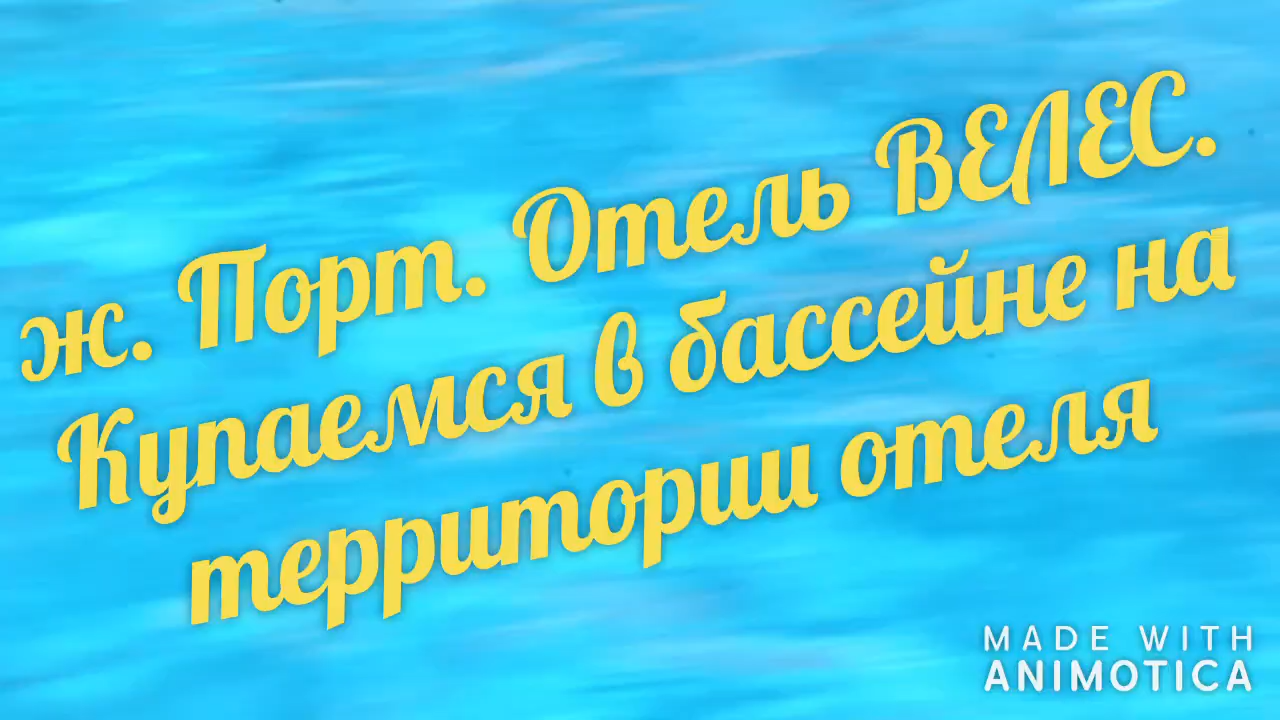 ж. Порт. Отель ВЕЛЕС.
Купаемся в бассейне на
территории отеля
MADE WITH
ANIMOTICA